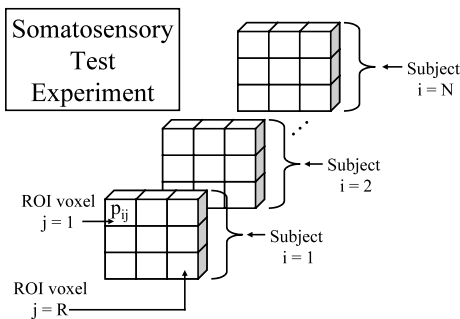 Somatosensory
Test
Experiment
Subject
i = N
Subject
i = 2
ROI voxel
j = 1
p_ij
Subject
i = 1
ROI voxel
j = R